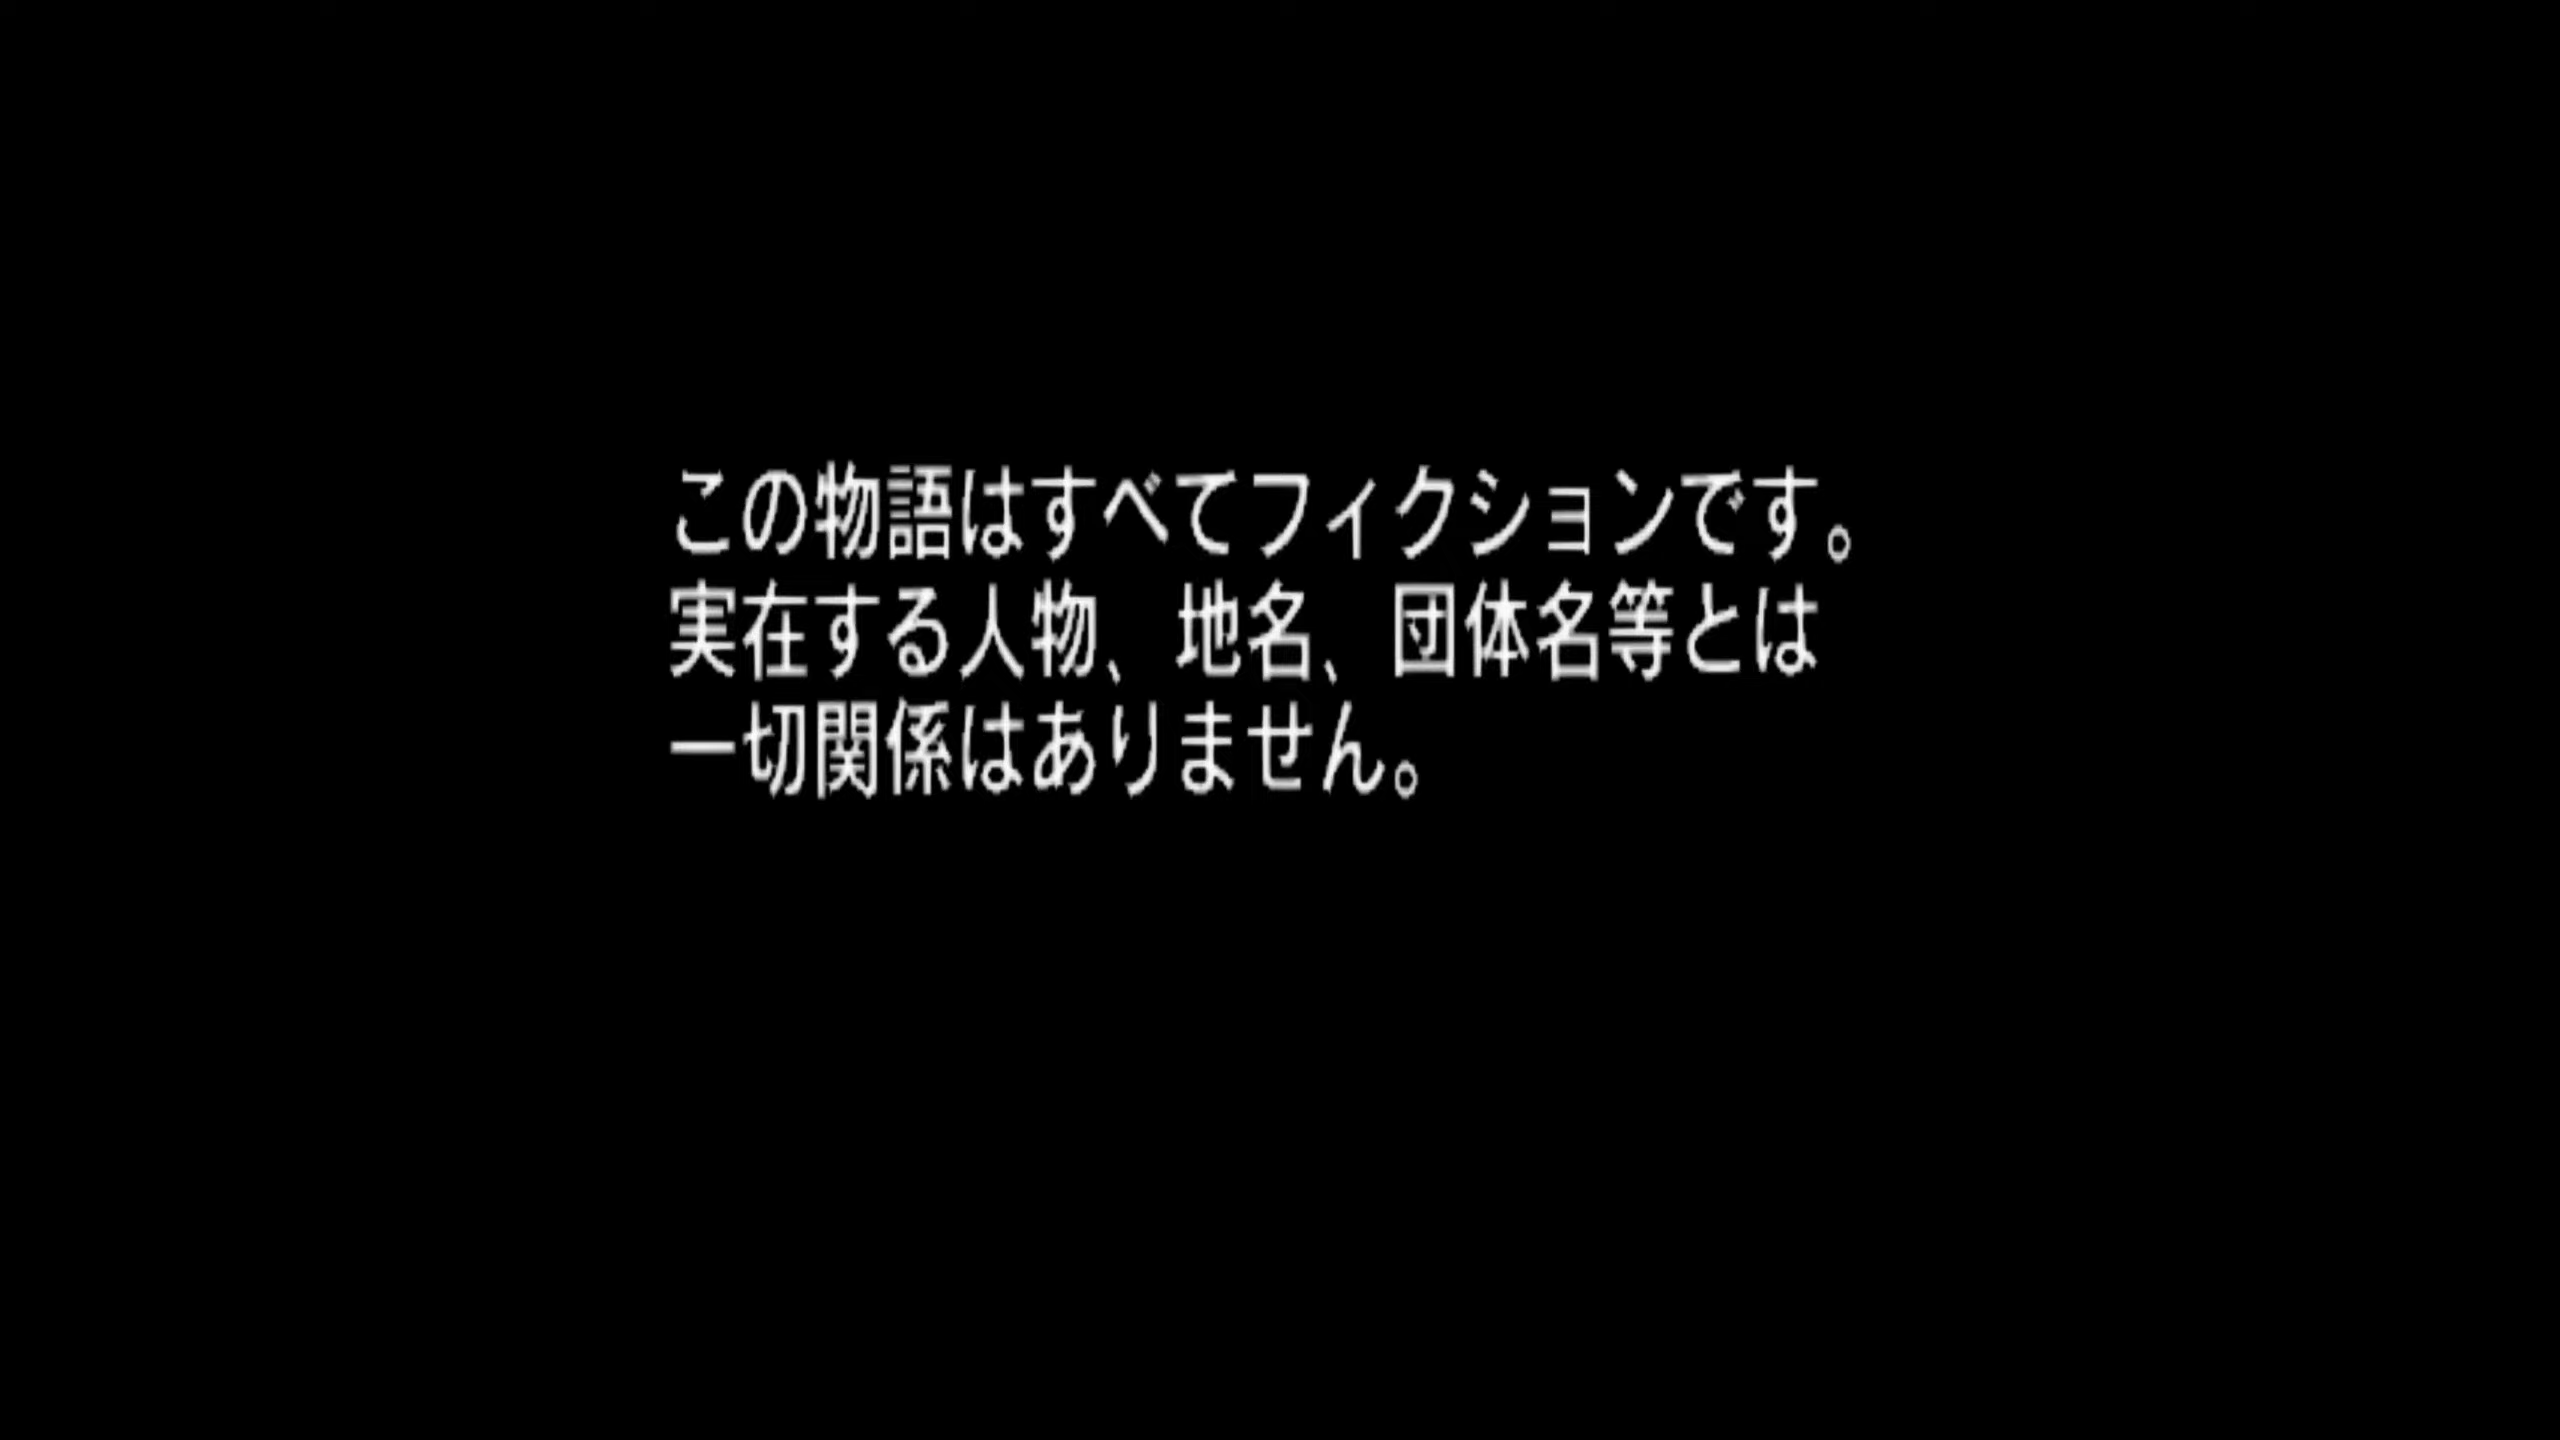 この物語はすべてフィクションです。
実在する人物、地名、団体名等とは
一切関係はありません。